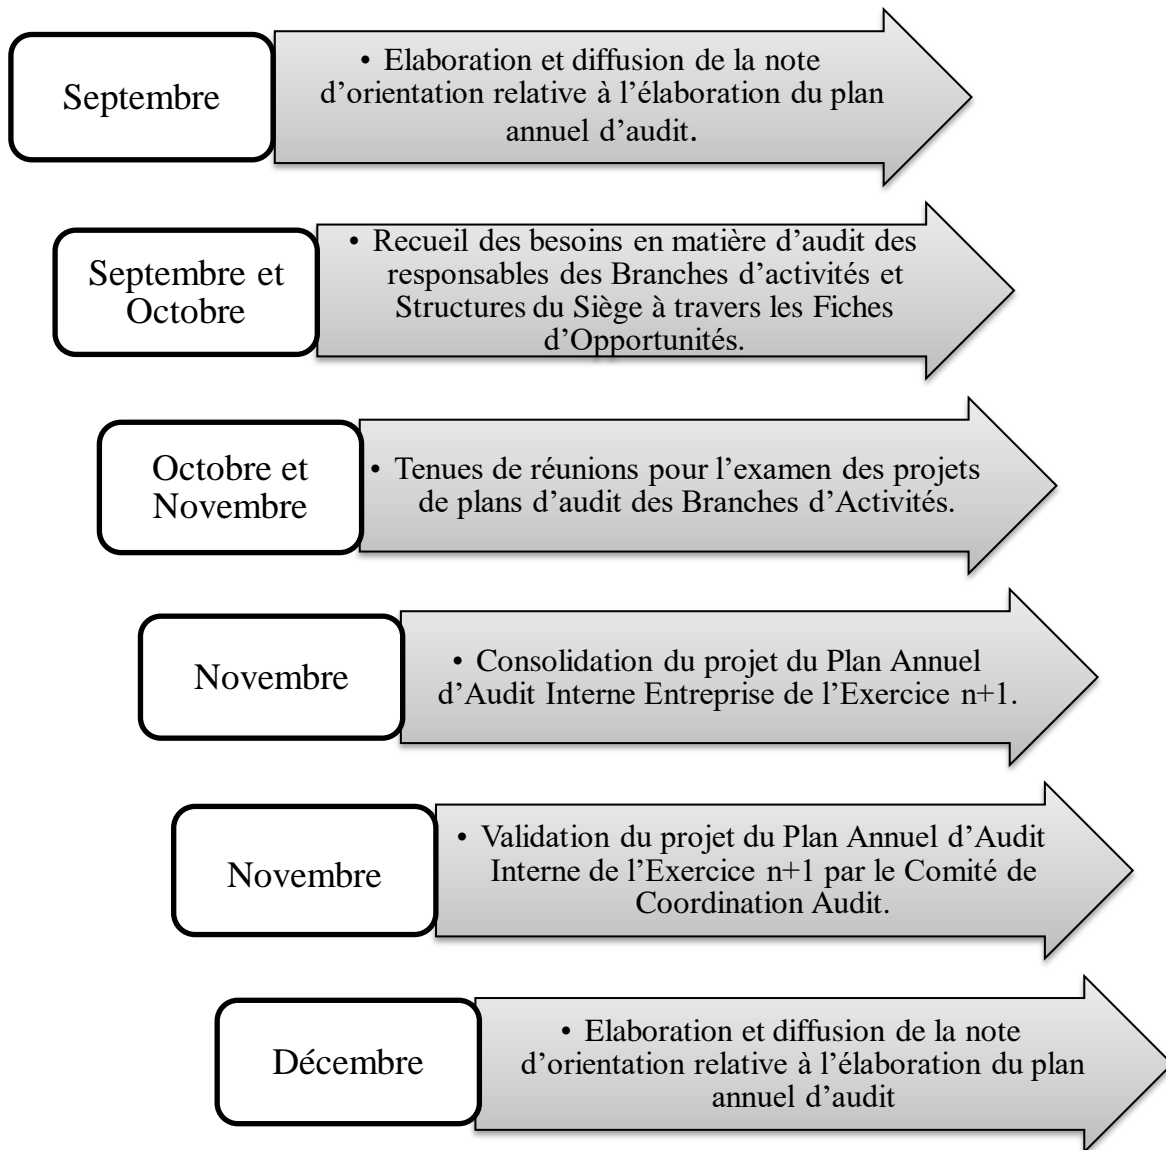 Septembre
• Elaboration et diffusion de la note
d’orientation relative à l’élaboration du plan
annuel d’audit.
Septembre et
Octobre
• Recueil des besoins en matière d’audit des
responsables des Branches d’activités et
Structures du Siège à travers les Fiches
d’Opportunités.
Octobre et
Novembre
• Tenues de réunions pour l’examen des projets
de plans d’audit des Branches d’Activités.
Novembre
• Consolidation du projet du Plan Annuel
d’Audit Interne Entreprise de l’Exercice n+1.
Novembre
• Validation du projet du Plan Annuel d’Audit
Interne de l’Exercice n+1 par le Comité de
Coordination Audit.
Décembre
• Elaboration et diffusion de la note
d’orientation relative à l’élaboration du plan
annuel d’audit